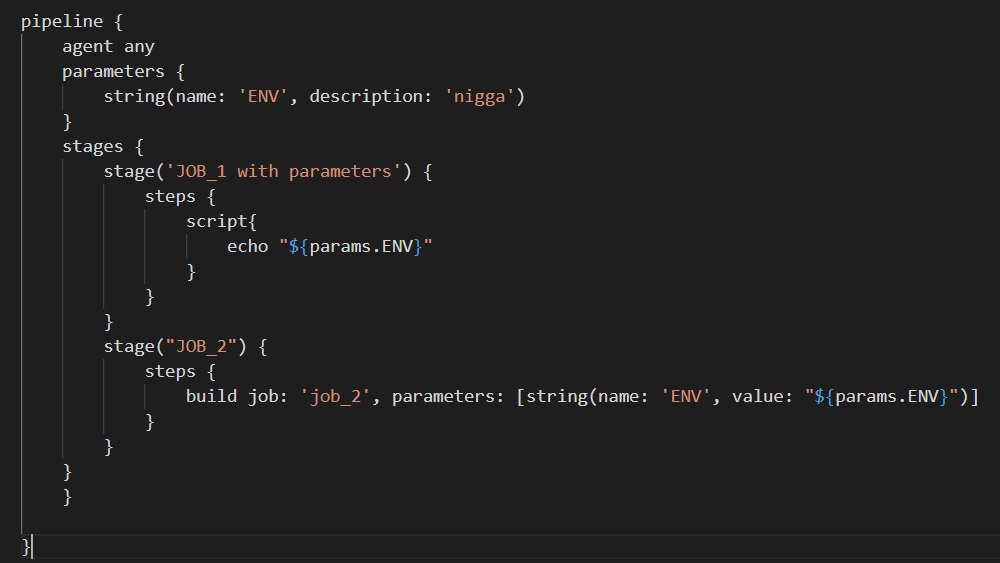 pipeline {
    agent any
    parameters {
        string(name: 'ENV', description: 'nigga')
    }
    stages {
        stage('JOB_1 with parameters') {
            steps {
                script{
                    echo "${params.ENV}"
                }
            }
        }
        stage("JOB_2") {
            steps {
                build job: 'job_2', parameters: [string(name: 'ENV', value: "${params.ENV}")]
            }
        }
    }
    }

}